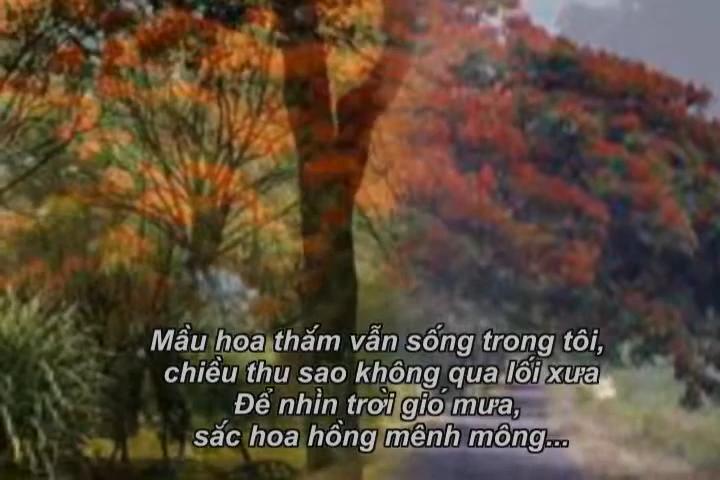 Mầu hoa thắm vẫn sống trong tôi,
chiều thu sao không qua lối xưa
Để nhìn trời gió mưa,
sắc hoa hồng mênh mông...